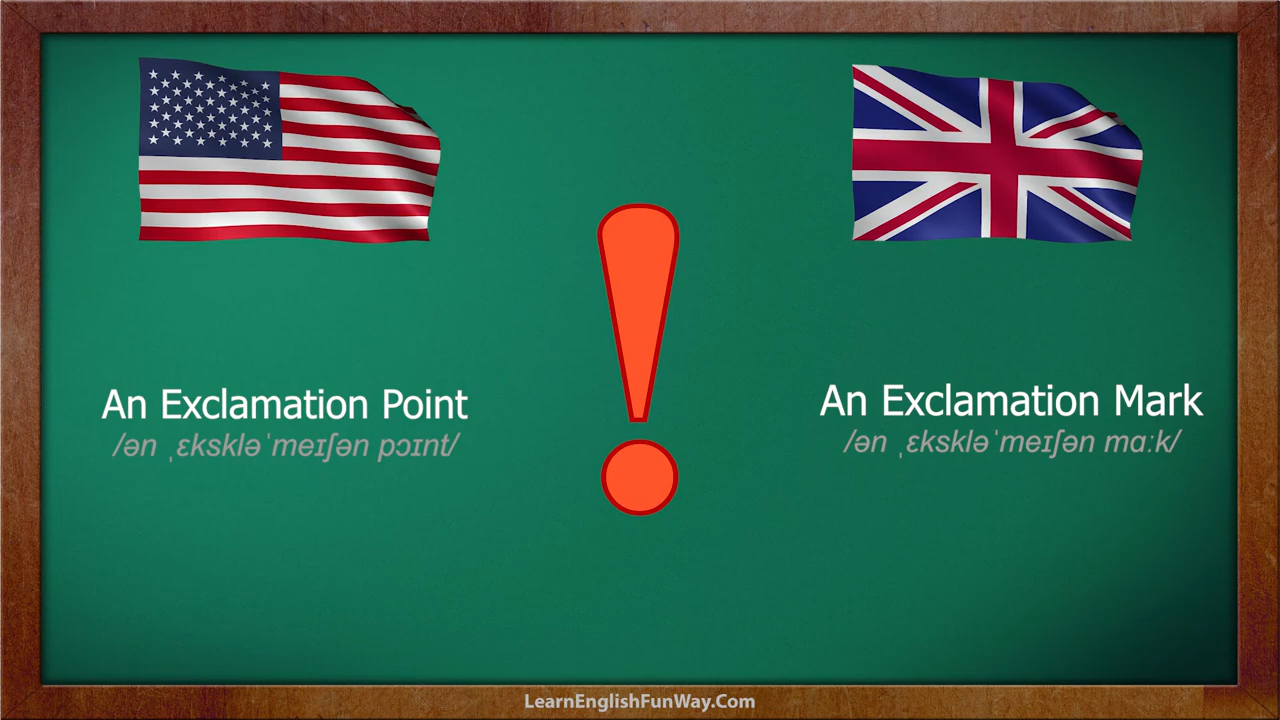 An Exclamation Point
/ən ˌɛkskləˈmeɪʃən pɔɪnt/
!
An Exclamation Mark
/ən ˌɛkskləˈmeɪʃən mɑːk/
LearnEnglishFunWay.Com